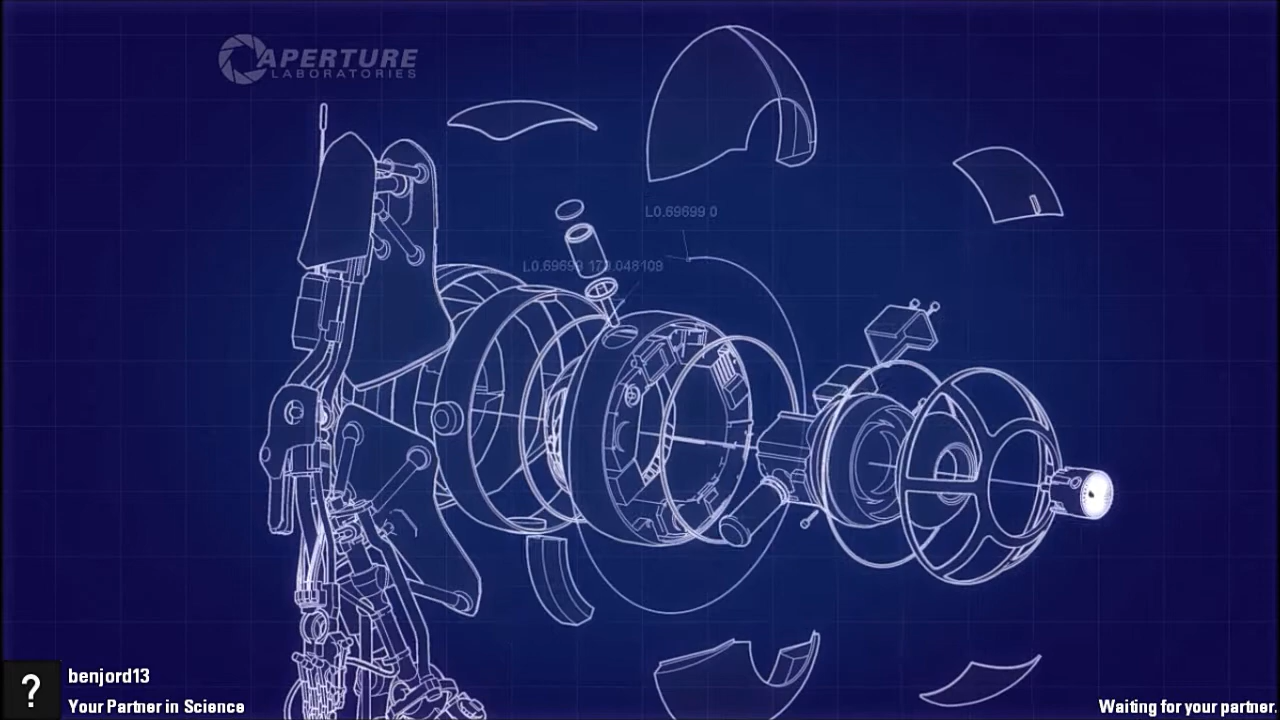 APERTURE
LABORATORIES
L0.69699 0
benjord13
Your Partner in Science
Waiting for your partner.
?